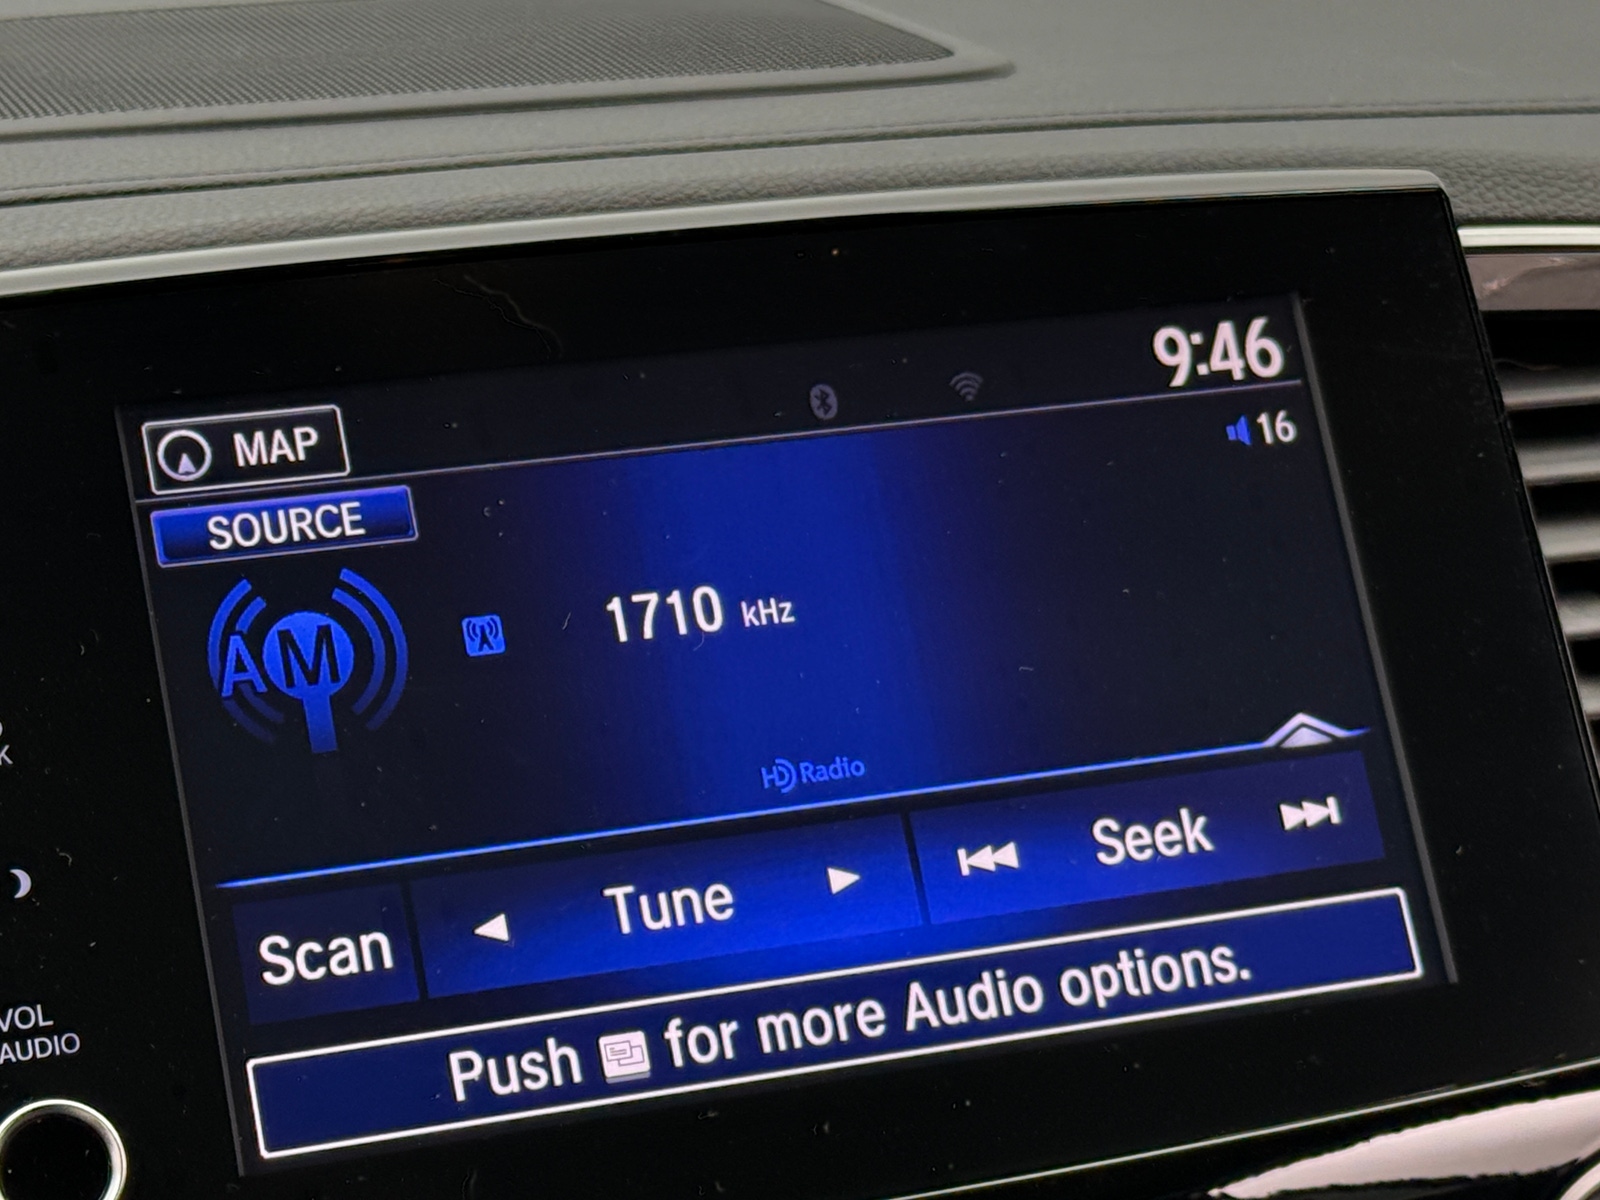 9:46
MAP
16
SOURCE
AM
1710 kHz
HD Radio
Scan
Tune
Seek
Push for more Audio options.
VOL
AUDIO